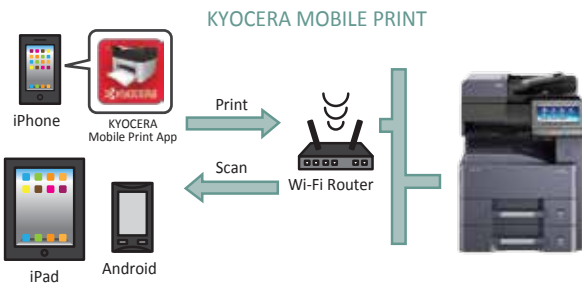 KYOCERA MOBILE PRINT
KYOCERA
iPhone
KYOCERA
Mobile Print App
Print
Scan
Wi-Fi Router
iPad
Android